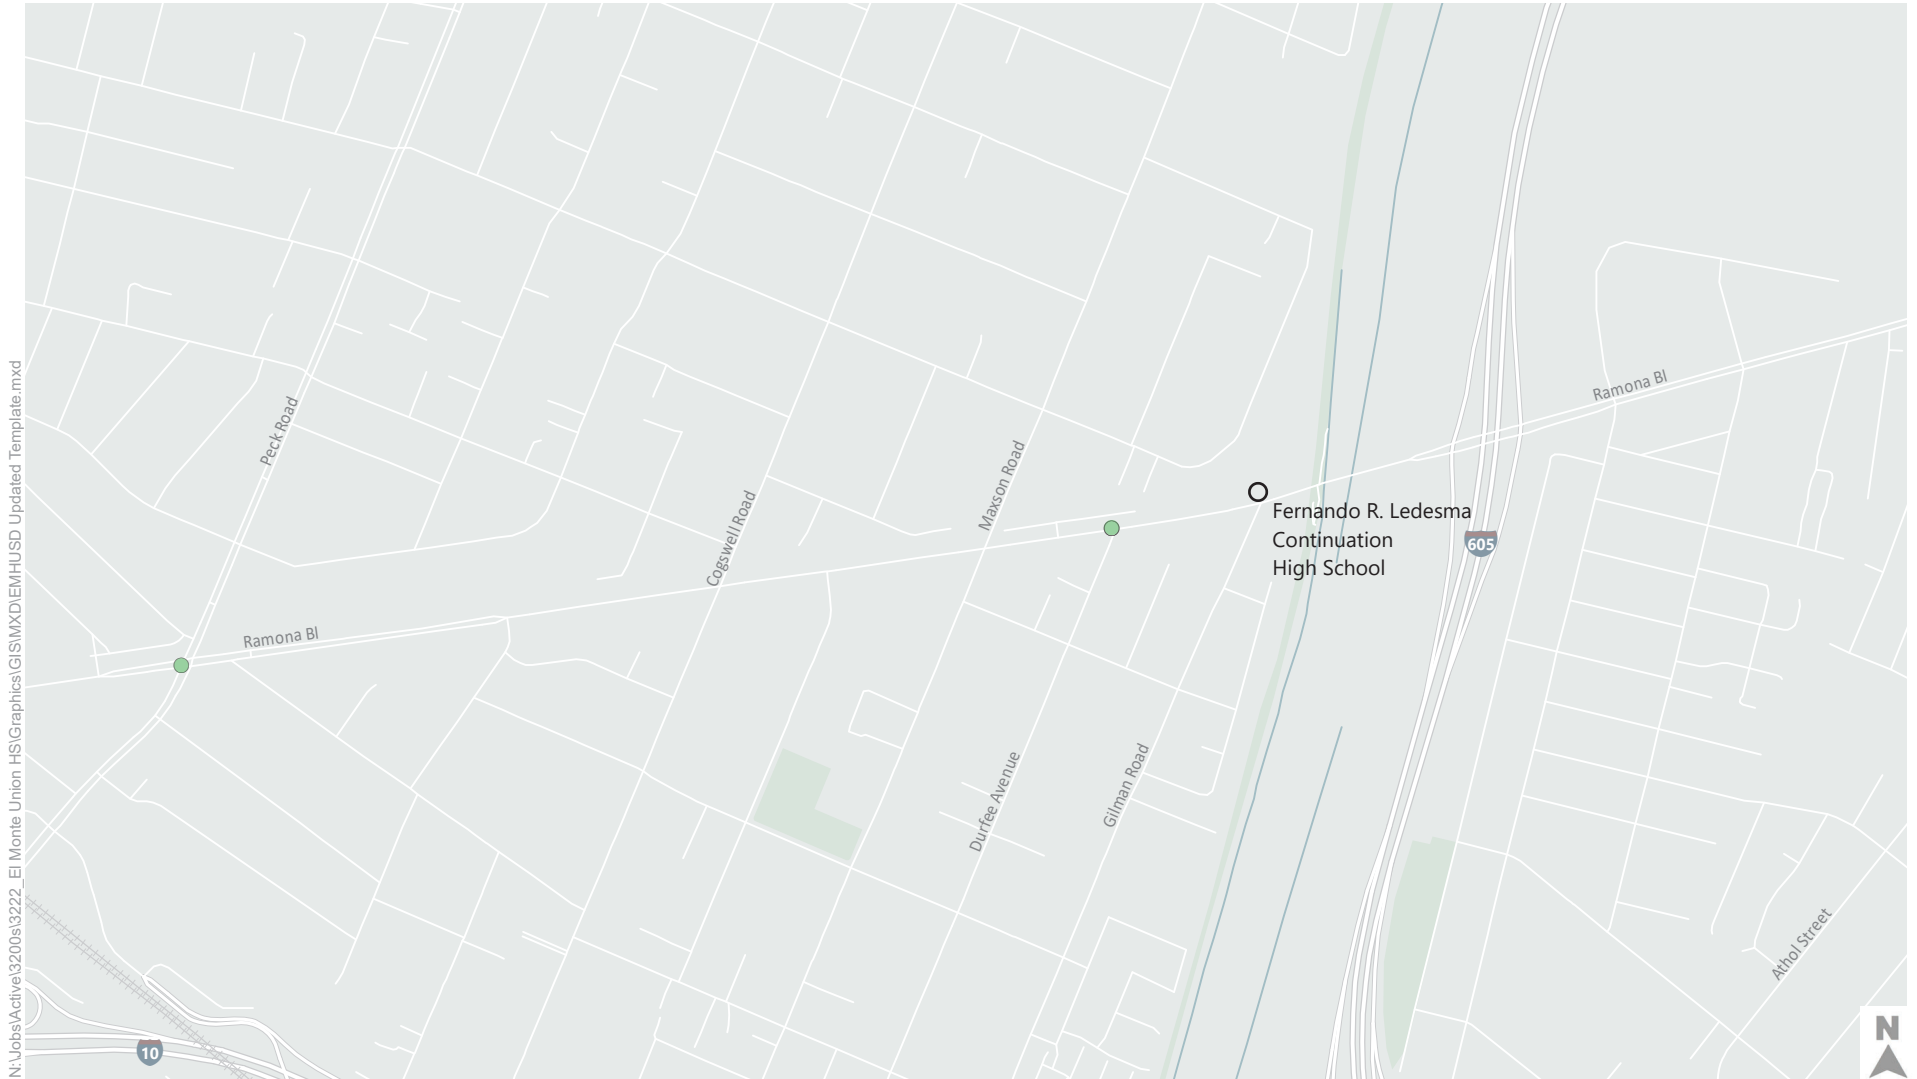 N:\Jobs\Active\3200s\3222_El Monte Union HS\Graphics\GIS\MXD\EMHUSD Updated Template.mxd
Peck Road
Cogswell Road
Maxson Road
Ramona Bl
Fernando R. Ledesma
Continuation
High School
605
Ramona Bl
Durfee Avenue
Gilman Road
Athol Street
10
N